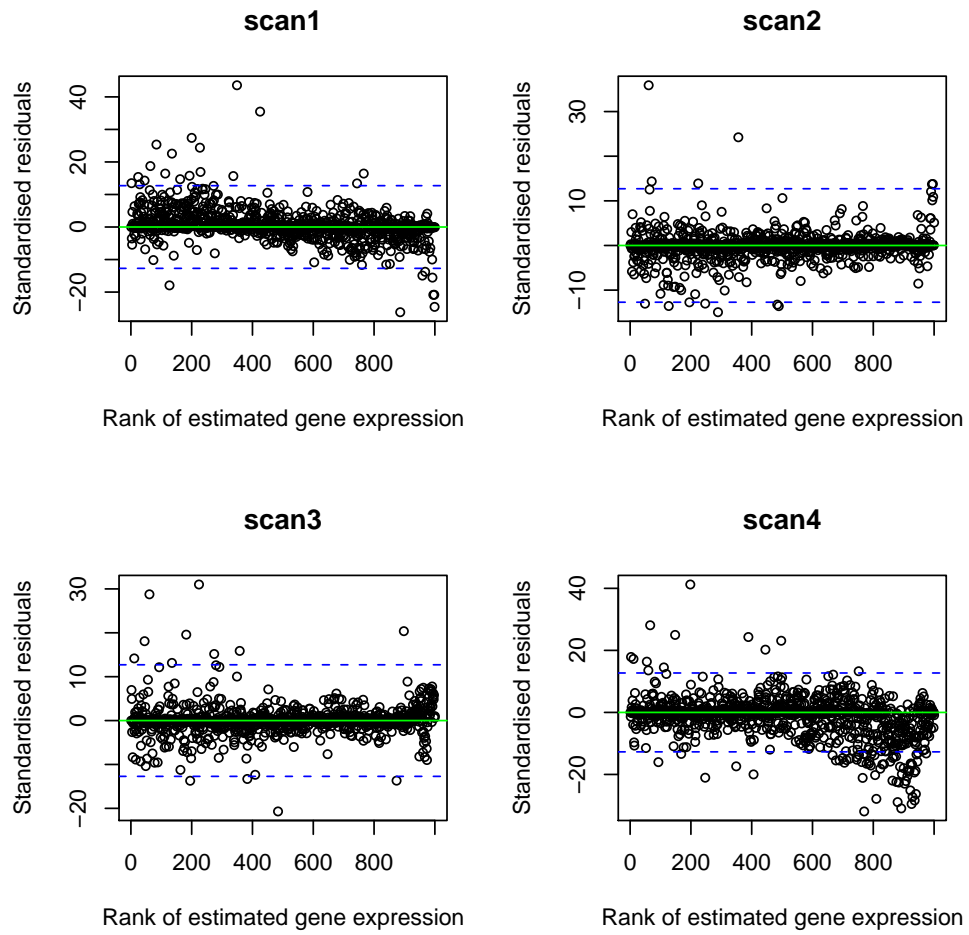 scan1
Standardised residuals
−20 0 20 40
0 200 400 600 800
Rank of estimated gene expression
scan2
Standardised residuals
−10 10 30
0 200 400 600 800
Rank of estimated gene expression
scan3
Standardised residuals
−20 0 10 30
0 200 400 600 800
Rank of estimated gene expression
scan4
Standardised residuals
−20 0 20 40
0 200 400 600 800
Rank of estimated gene expression